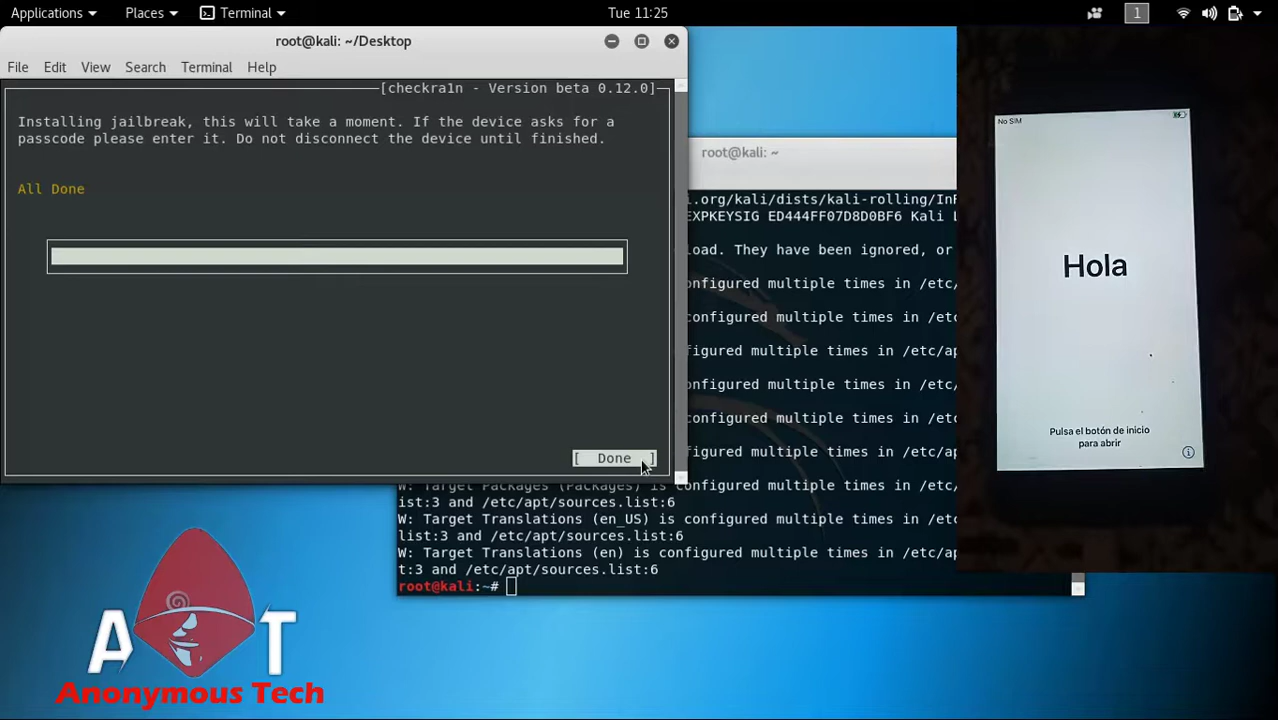 Applications
Places
Terminal
Tue 11:25
1
root@kali: ~/Desktop
File Edit View Search Terminal Help
[checkra1n - Version beta 0.12.0]
Installing jailbreak, this will take a moment. If the device asks for a
passcode please enter it. Do not disconnect the device until finished.
All Done
[ Done ]
root@kali: ~
i.org/kali/dists/kali-rolling/InR
EXPKEYSIG ED444FF07D8D0BF6 Kali L
load. They have been ignored, or
onfigured multiple times in /etc/
onfigured multiple times in /etc/
figured multiple times in /etc/ap
onfigured multiple times in /etc/
onfigured multiple times in /etc/
figured multiple times in /etc/ap
W: Target Packages (Packages) is configured multiple times in /etc/
ist:3 and /etc/apt/sources.list:6
W: Target Translations (en_US) is configured multiple times in /etc
list:3 and /etc/apt/sources.list:6
W: Target Translations (en) is configured multiple times in /etc/ap
t:3 and /etc/apt/sources.list:6
root@kali:~#
No SIM
Hola
Pulsa el botón de inicio
para abrir
A T
Anonymous Tech